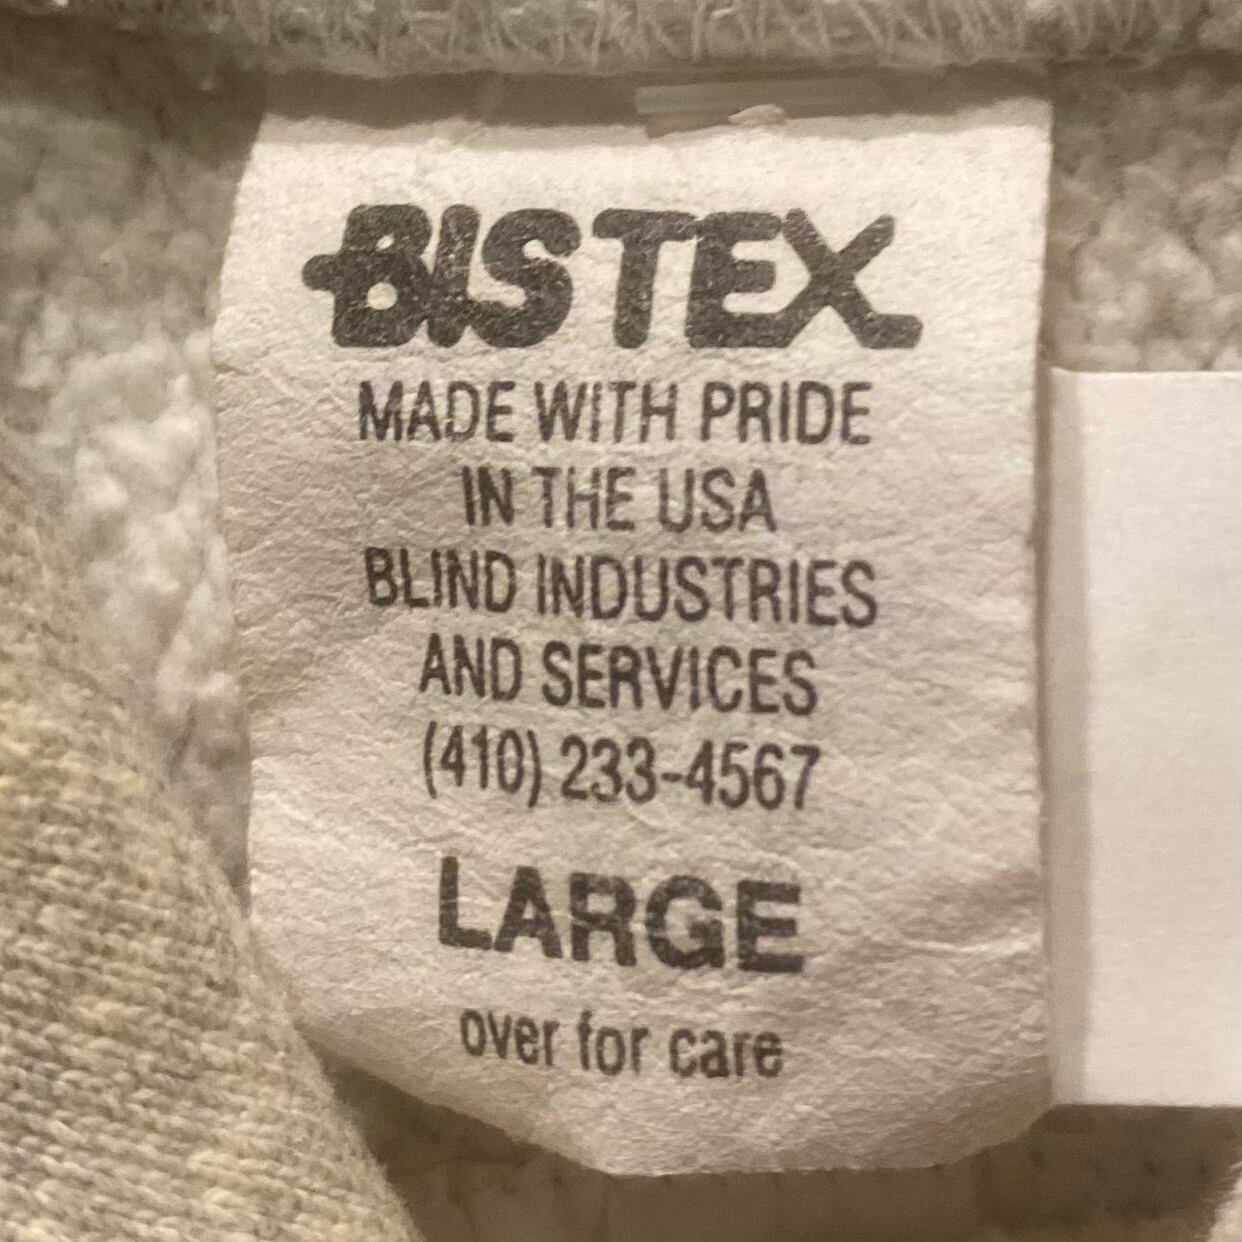 BISTEX
MADE WITH PRIDE
IN THE USA
BLIND INDUSTRIES
AND SERVICES
(410) 233-4567
LARGE
over for care